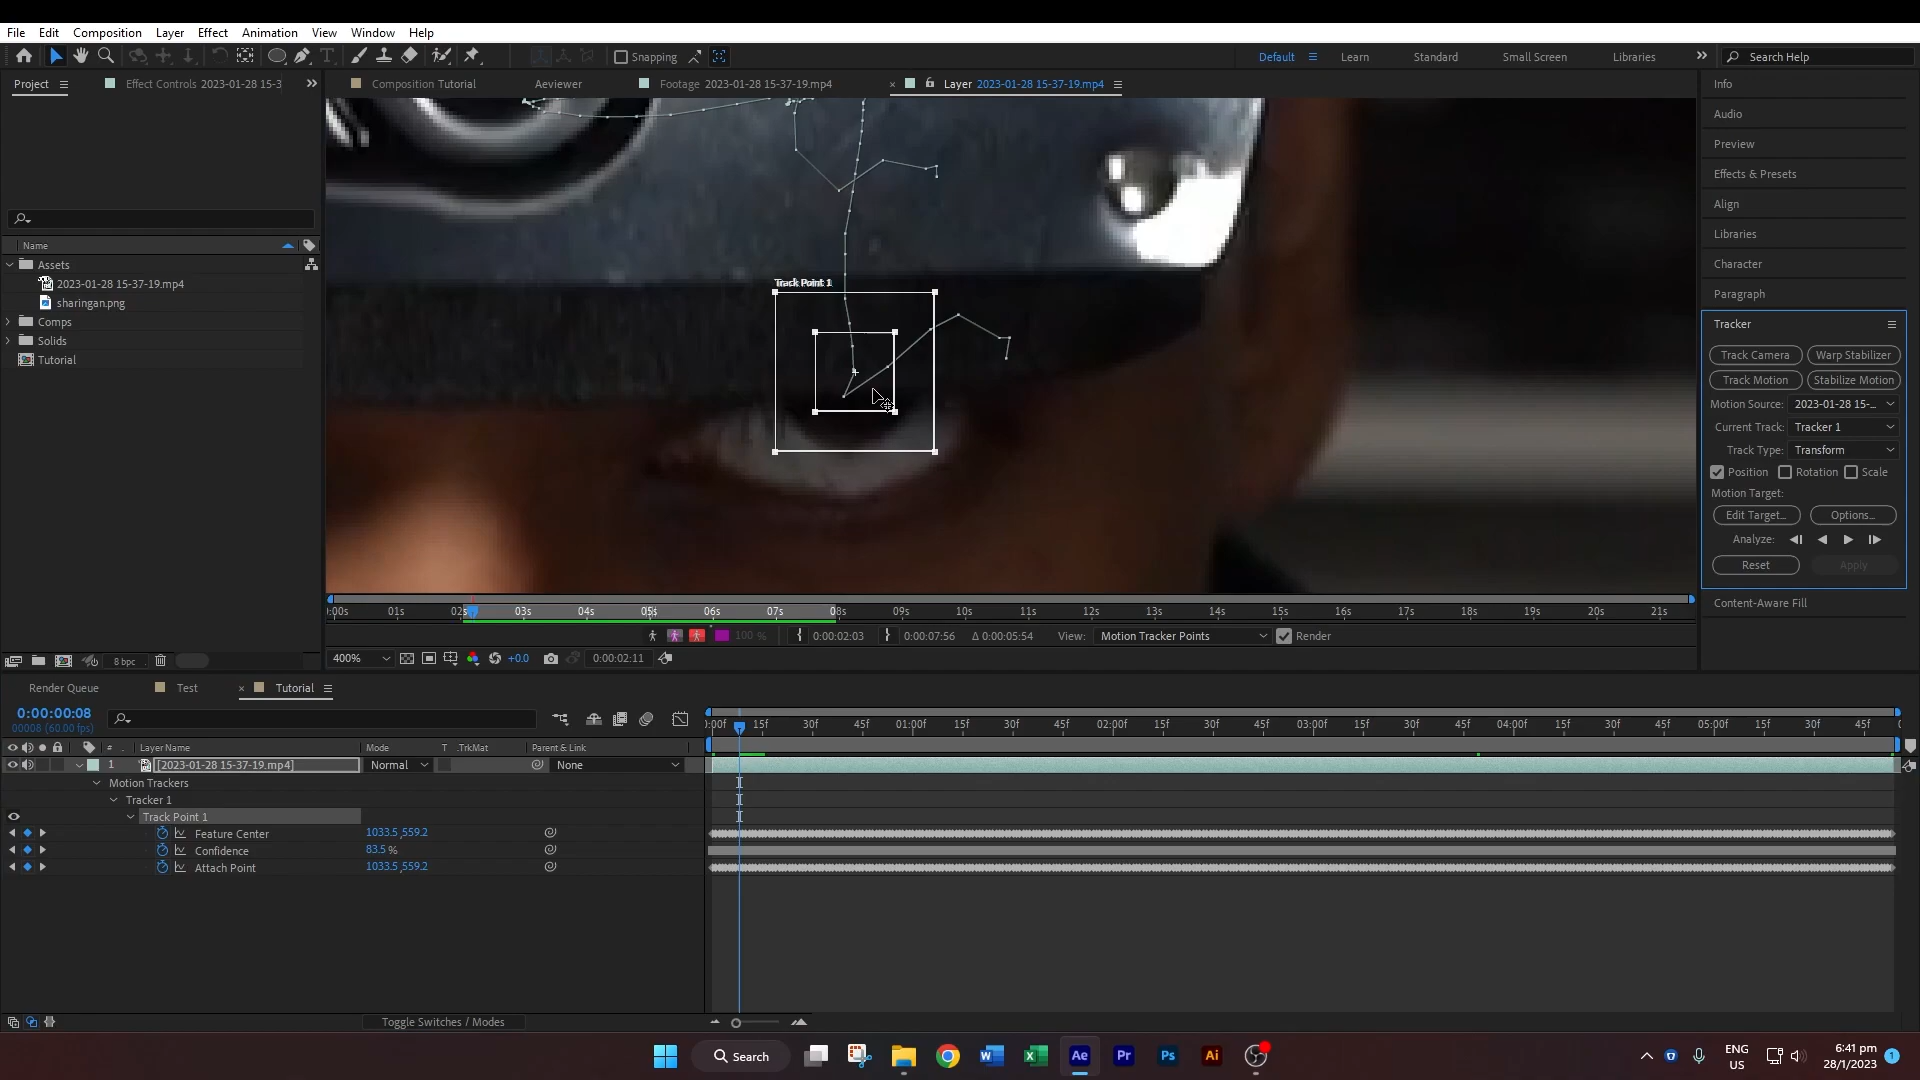 File Edit Composition Layer Effect Animation View Window Help
Snapping Default Learn Standard Small Screen Libraries Search Help
Project Effect Controls 2023-01-28 15-3 Composition Tutorial Aeviewer Footage 2023-01-28 15-37-19.mp4 Layer 2023-01-28 15-37-19.mp4
Name
Assets
2023-01-28 15-37-19.mp4
sharingan.png
Comps
Solids
Tutorial
8 bpc
Track Point 1
Info
Audio
Preview
Effects & Presets
Align
Libraries
Character
Paragraph
Tracker
Track Camera Warp Stabilizer
Track Motion Stabilize Motion
Motion Source: 2023-01-28 15-...
Current Track: Tracker 1
Track Type: Transform
Position Rotation Scale
Motion Target:
Edit Target... Options...
Analyze:
Reset Apply
Content-Aware Fill
:00s 01s 02s 03s 04s 05s 06s 07s 08s 09s 10s 11s 12s 13s 14s 15s 16s 17s 18s 19s 20s 21s
100 % 0:00:02:03 0:00:07:56 Δ 0:00:05:54 View: Motion Tracker Points Render
400% +0.0 0:00:02:11
Render Queue Test Tutorial
0:00:00:08
00008 (60.00 fps)
:00f 15f 30f 45f 01:00f 15f 30f 45f 02:00f 15f 30f 45f 03:00f 15f 30f 45f 04:00f 15f 30f 45f 05:00f 15f 30f 45f
# Layer Name Mode T .TrkMat Parent & Link
1 [2023-01-28 15-37-19.mp4] Normal None
Motion Trackers
Tracker 1
Track Point 1
Feature Center 1033.5,559.2
Confidence 83.5 %
Attach Point 1033.5,559.2
Toggle Switches / Modes
Search Ae Pr Ps Ai
ENG
US
6:41 pm
28/1/2023
1